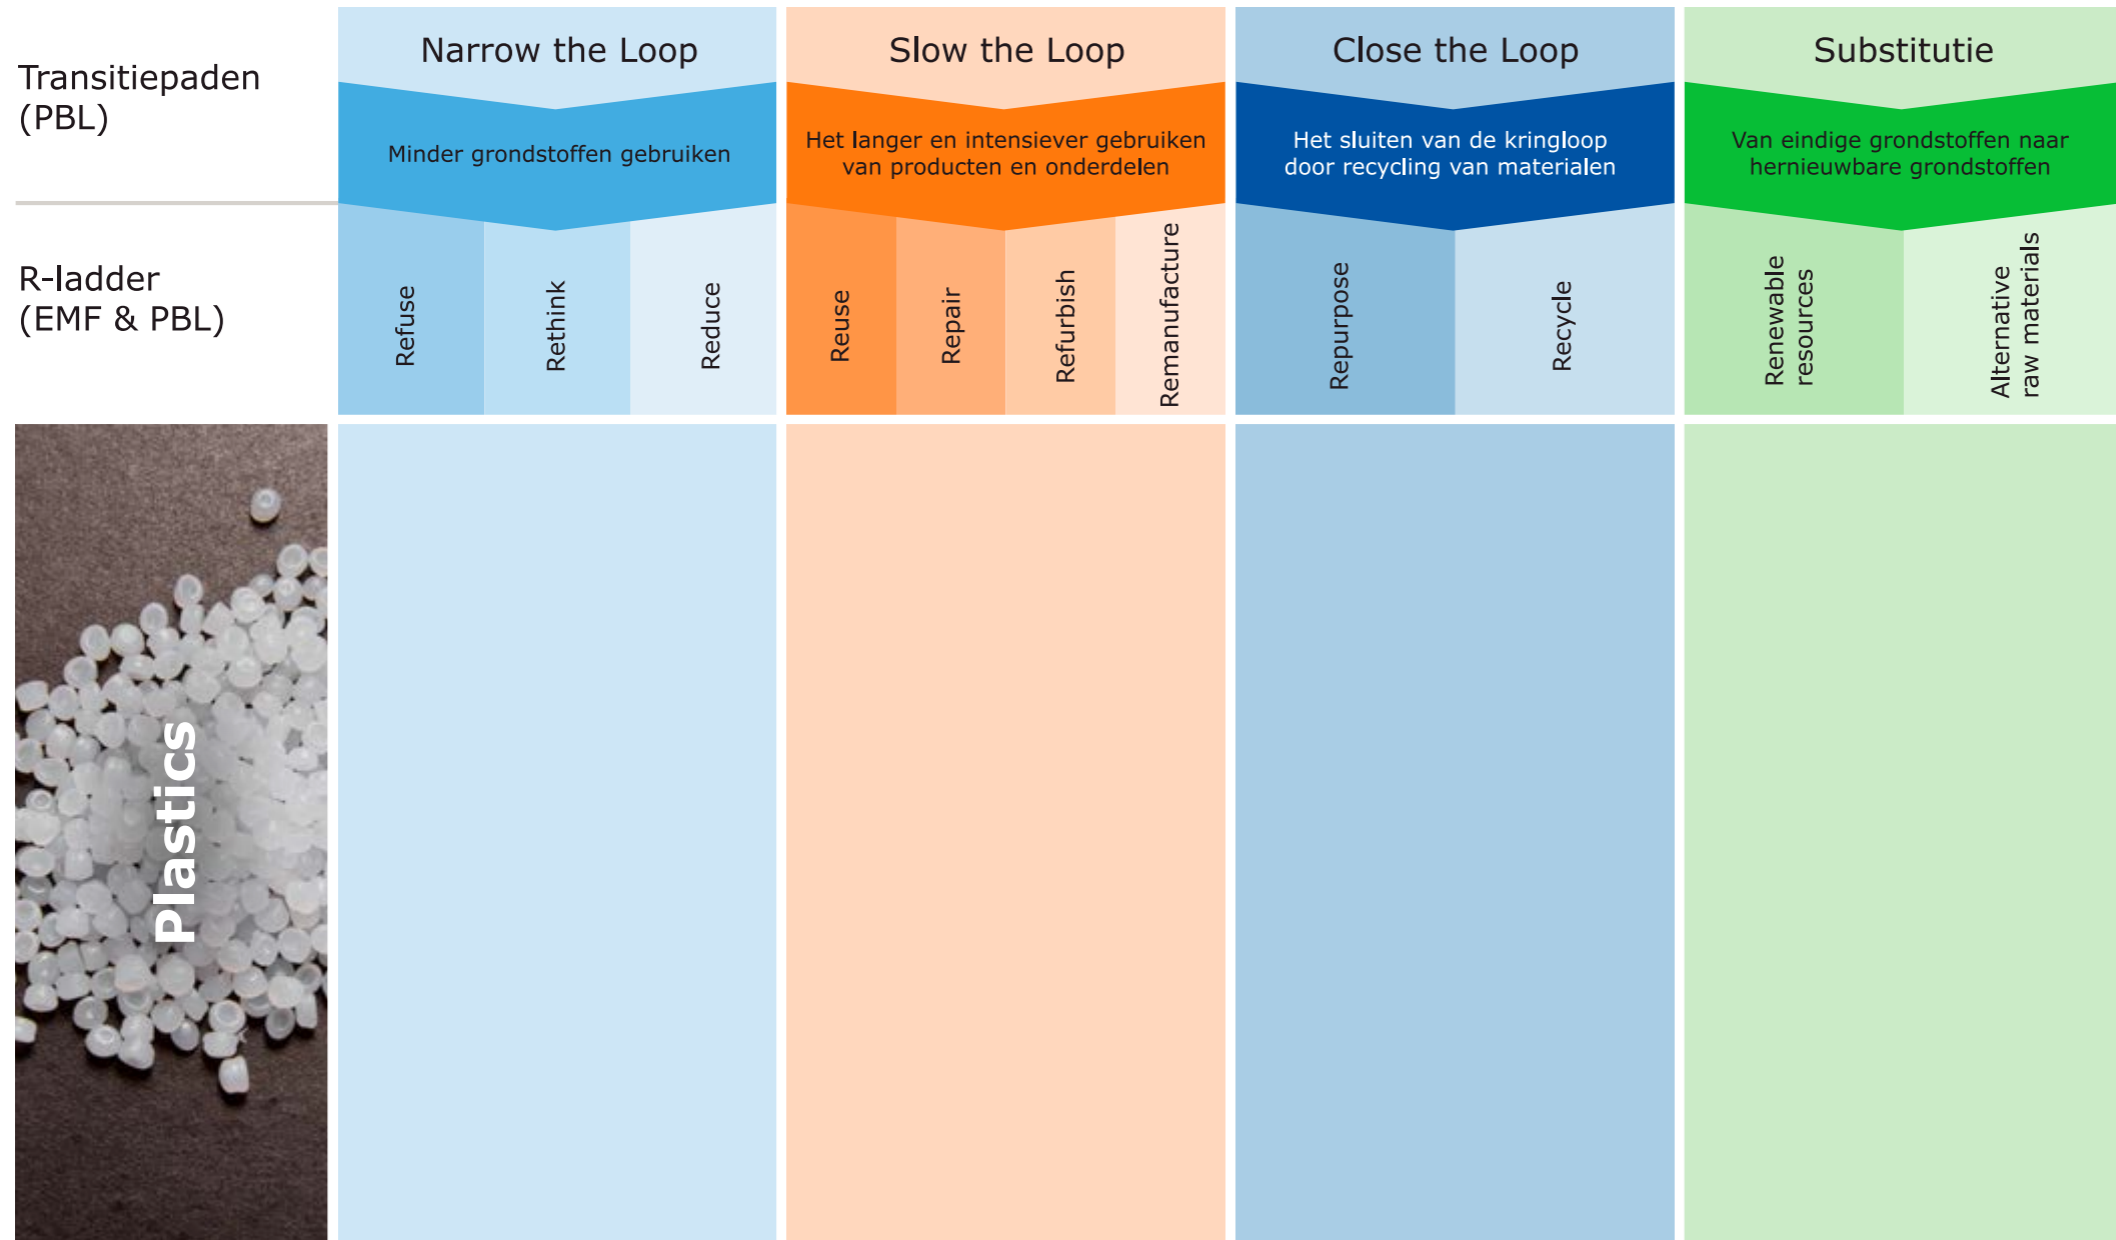 Transitiepaden
(PBL)
Narrow the Loop
Minder grondstoffen gebruiken
Slow the Loop
Het langer en intensiever gebruiken
van producten en onderdelen
Close the Loop
Het sluiten van de kringloop
door recycling van materialen
Substitutie
Van eindige grondstoffen naar
hernieuwbare grondstoffen
R-ladder
(EMF & PBL)
Refuse
Rethink
Reduce
Reuse
Repair
Refurbish
Remanufacture
Repurpose
Recycle
Renewable
resources
Alternative
raw materials
Plastics